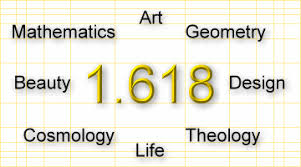 Art
Mathematics Geometry
Beauty 1.618 Design
Cosmology Theology
Life